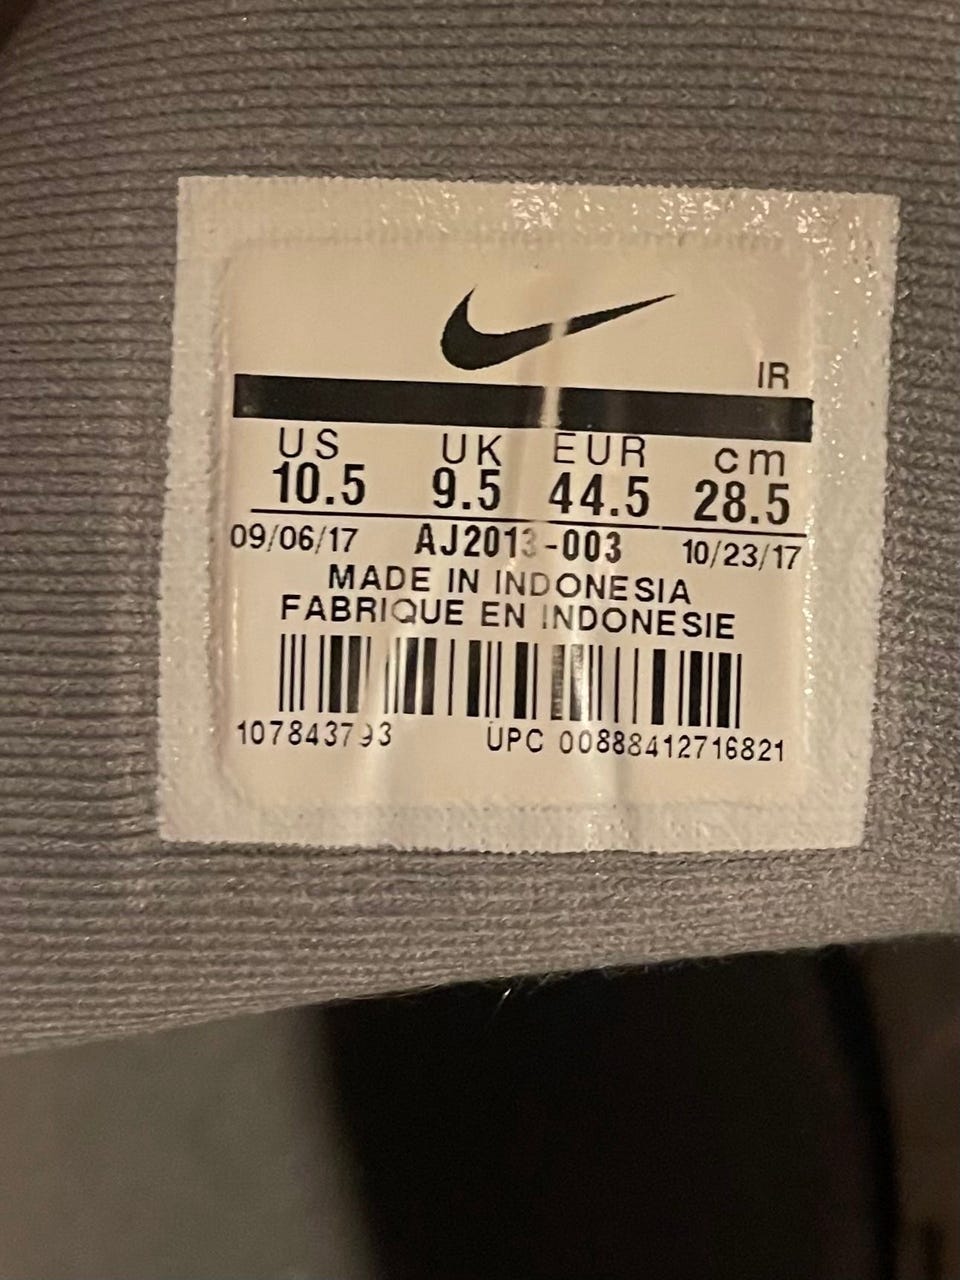 IR
US UK EUR cm
10.5 9.5 44.5 28.5
09/06/17 AJ2013-003 10/23/17
MADE IN INDONESIA
FABRIQUE EN INDONESIE
107843793 UPC 00888412716821